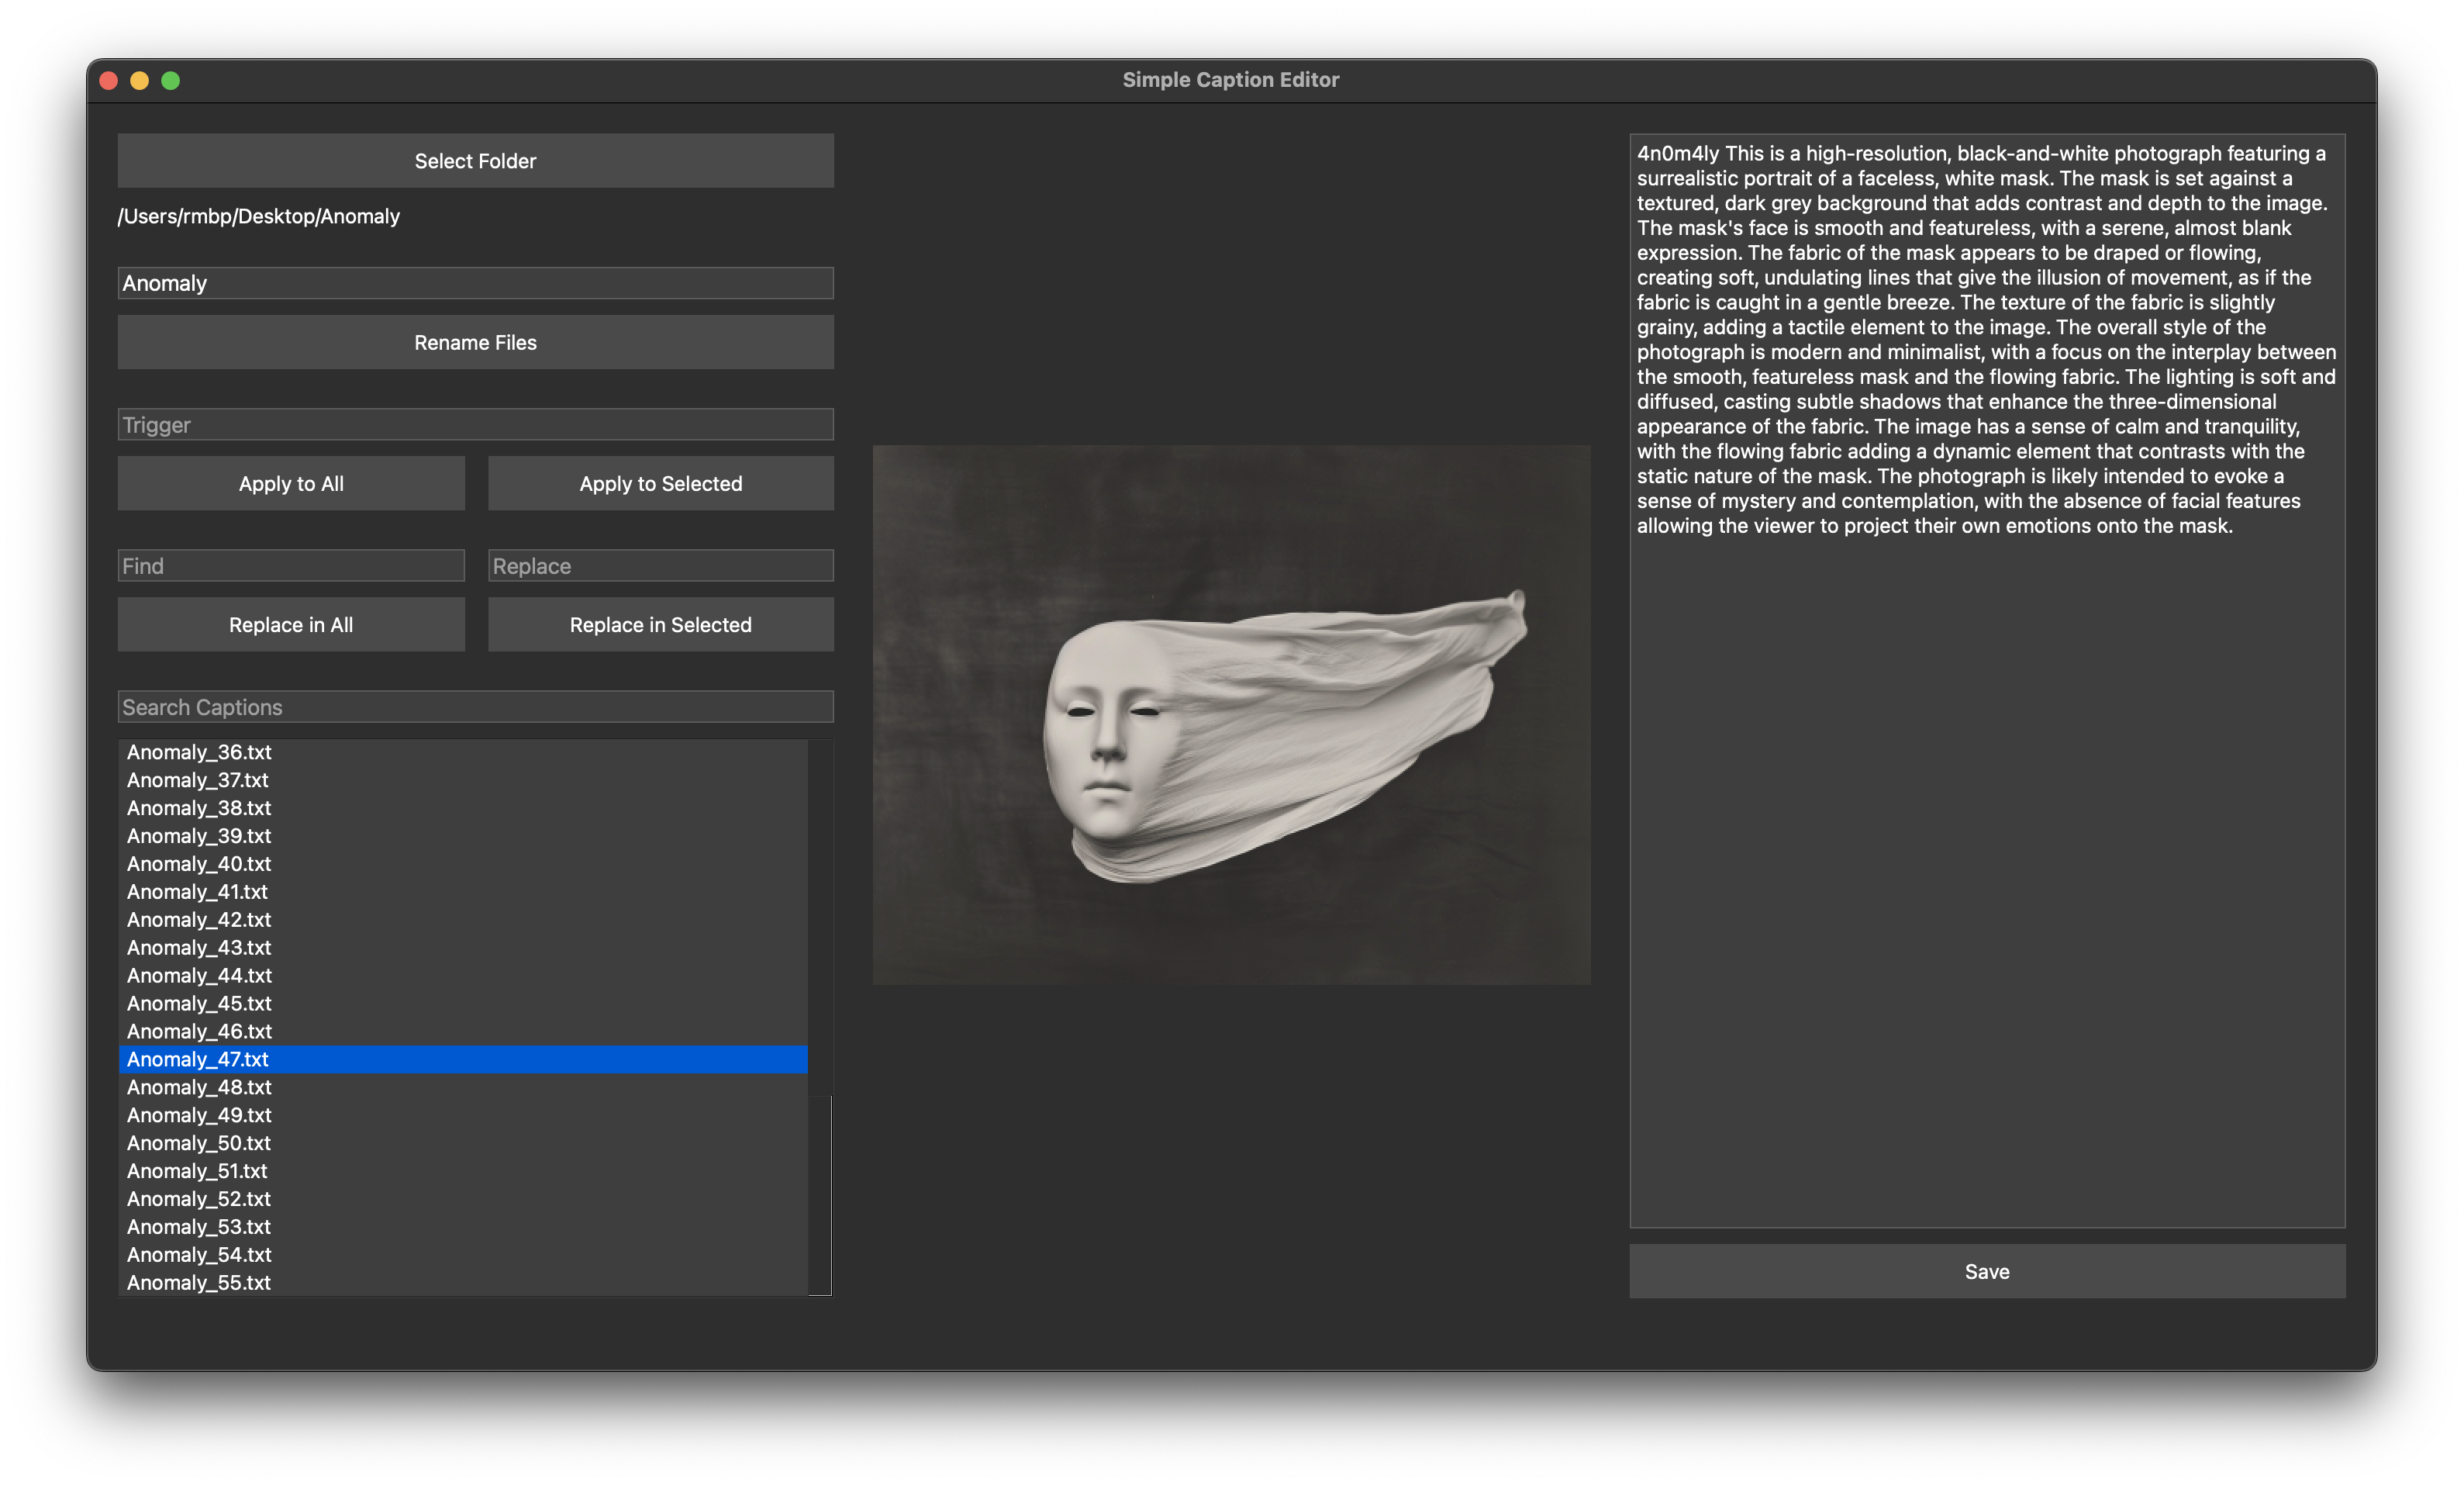 Simple Caption Editor
Select Folder
/Users/rmbp/Desktop/Anomaly
Anomaly
Rename Files
Trigger
Apply to All
Apply to Selected
Find
Replace
Replace in All
Replace in Selected
Search Captions
Anomaly_36.txt
Anomaly_37.txt
Anomaly_38.txt
Anomaly_39.txt
Anomaly_40.txt
Anomaly_41.txt
Anomaly_42.txt
Anomaly_43.txt
Anomaly_44.txt
Anomaly_45.txt
Anomaly_46.txt
Anomaly_47.txt
Anomaly_48.txt
Anomaly_49.txt
Anomaly_50.txt
Anomaly_51.txt
Anomaly_52.txt
Anomaly_53.txt
Anomaly_54.txt
Anomaly_55.txt
4n0m4ly This is a high-resolution, black-and-white photograph featuring a
surrealistic portrait of a faceless, white mask. The mask is set against a
textured, dark grey background that adds contrast and depth to the image.
The mask's face is smooth and featureless, with a serene, almost blank
expression. The fabric of the mask appears to be draped or flowing,
creating soft, undulating lines that give the illusion of movement, as if the
fabric is caught in a gentle breeze. The texture of the fabric is slightly
grainy, adding a tactile element to the image. The overall style of the
photograph is modern and minimalist, with a focus on the interplay between
the smooth, featureless mask and the flowing fabric. The lighting is soft and
diffused, casting subtle shadows that enhance the three-dimensional
appearance of the fabric. The image has a sense of calm and tranquility,
with the flowing fabric adding a dynamic element that contrasts with the
static nature of the mask. The photograph is likely intended to evoke a
sense of mystery and contemplation, with the absence of facial features
allowing the viewer to project their own emotions onto the mask.
Save